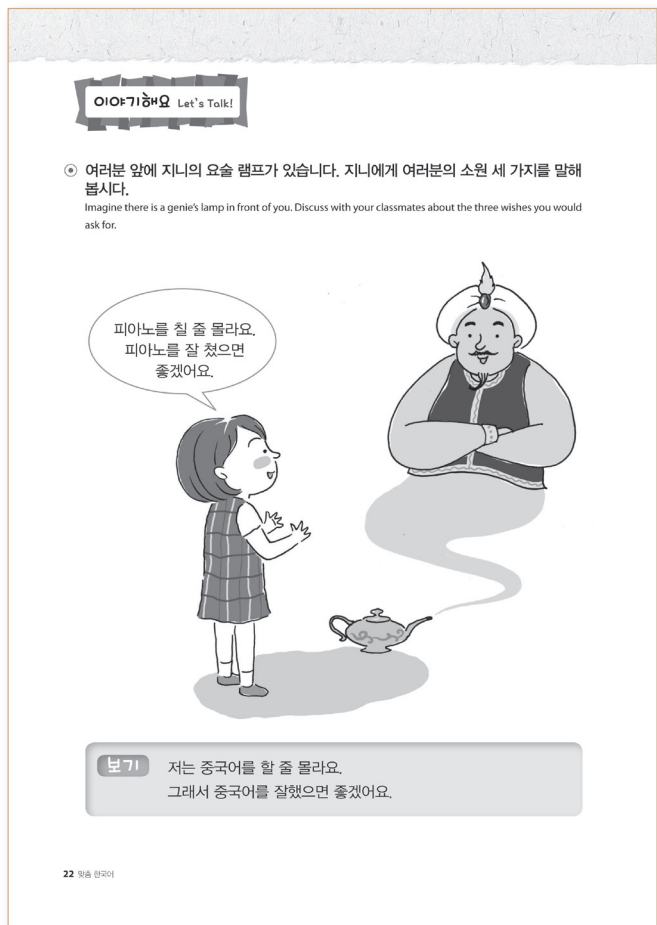 이야기해요 Let's Talk!
여러분 앞에 지니의 요술 램프가 있습니다. 지니에게 여러분의 소원 세 가지를 말해
봅시다.
Imagine there is a genie's lamp in front of you. Discuss with your classmates about the three wishes you would
ask for.
피아노를 칠 줄 몰라요.
피아노를 잘 쳤으면
좋겠어요.
보기 저는 중국어를 할 줄 몰라요.
그래서 중국어를 잘했으면 좋겠어요.
22 맞춤 한국어